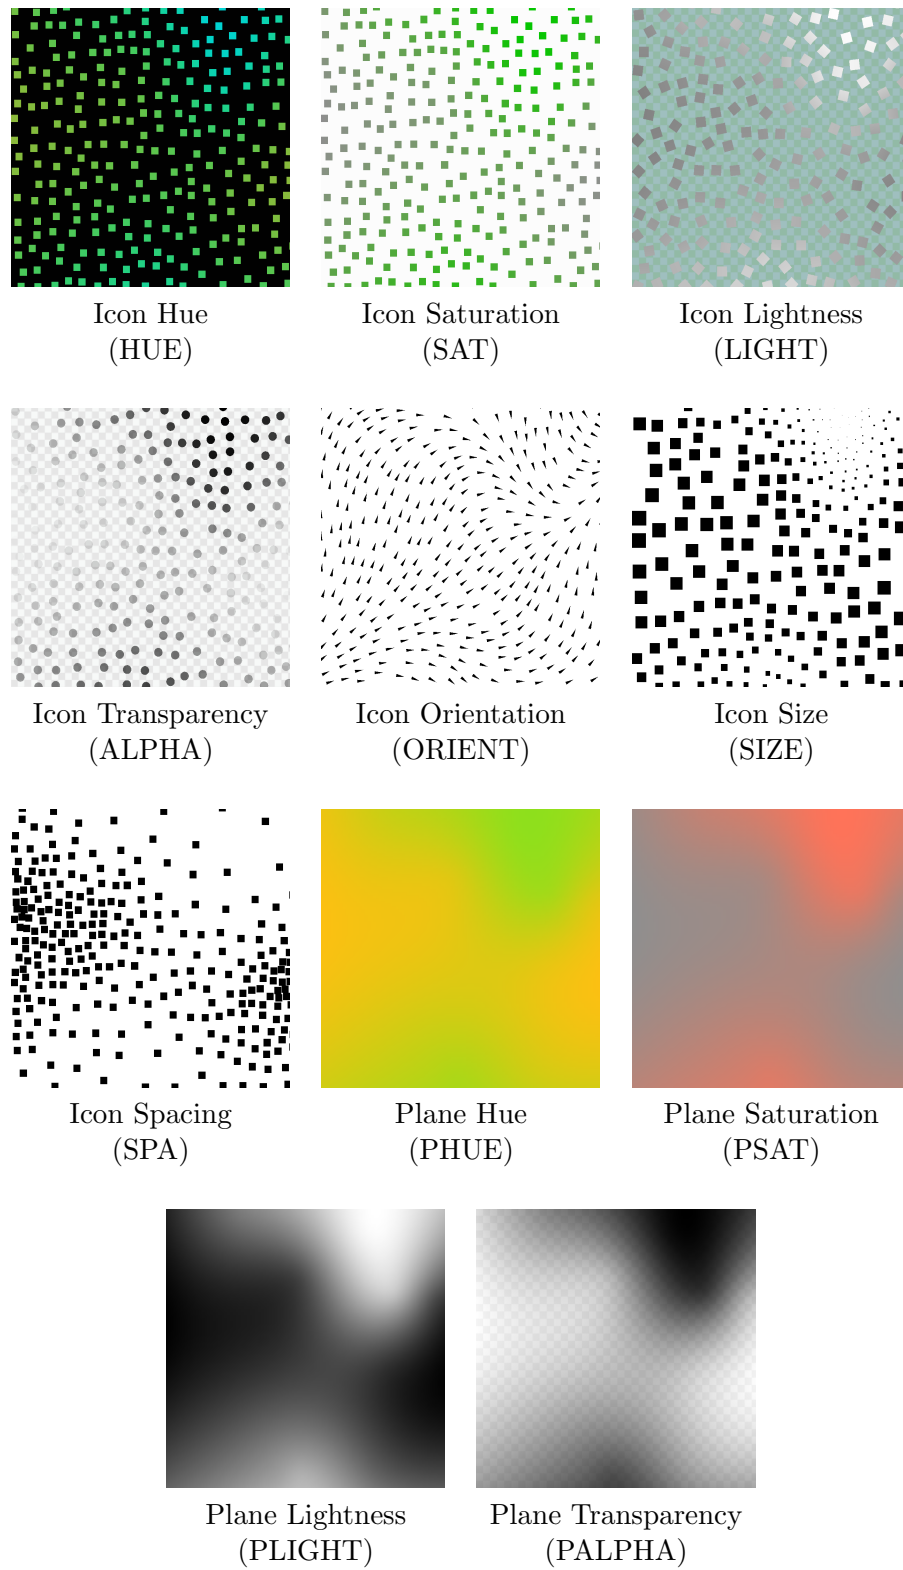 Icon Hue
(HUE)
Icon Saturation
(SAT)
Icon Lightness
(LIGHT)
Icon Transparency
(ALPHA)
Icon Orientation
(ORIENT)
Icon Size
(SIZE)
Icon Spacing
(SPA)
Plane Hue
(PHUE)
Plane Saturation
(PSAT)
Plane Lightness
(PLIGHT)
Plane Transparency
(PALPHA)